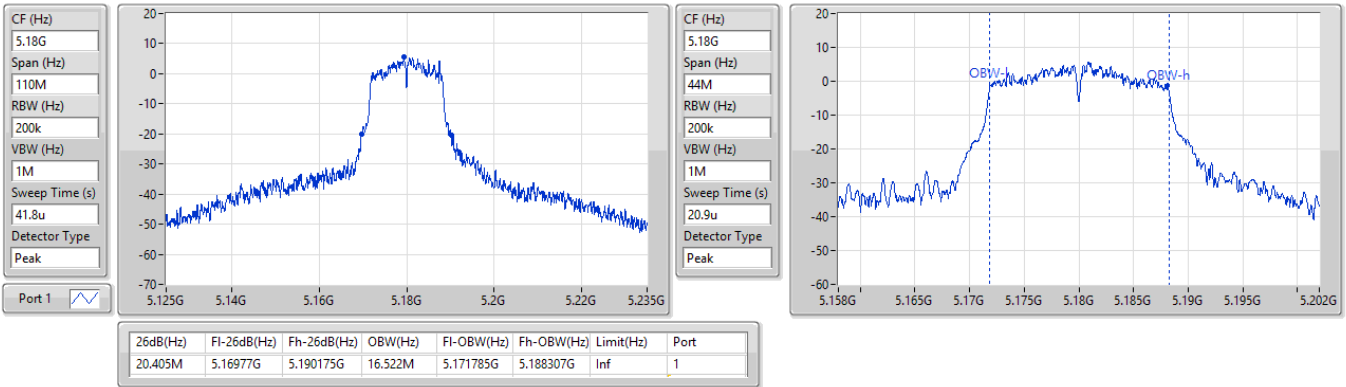 CF (Hz)
5.18G
Span (Hz)
110M
RBW (Hz)
200k
VBW (Hz)
1M
Sweep Time (s)
41.8u
Detector Type
Peak
Port 1
20-
10-
0-
-10-
-20-
-30-
-40-
-50-
-60-
-70-
5.125G 5.14G 5.16G 5.18G 5.2G 5.22G 5.235G
CF (Hz)
5.18G
Span (Hz)
44M
RBW (Hz)
200k
VBW (Hz)
1M
Sweep Time (s)
20.9u
Detector Type
Peak
20-
10-
0-
-10-
-20-
-30-
-40-
-50-
-60-
OBW-l OBW-h
5.158G 5.165G 5.17G 5.175G 5.18G 5.185G 5.19G 5.195G 5.202G
26dB(Hz) Fl-26dB(Hz) Fh-26dB(Hz) OBW(Hz) Fl-OBW(Hz) Fh-OBW(Hz) Limit(Hz) Port
20.405M 5.16977G 5.190175G 16.522M 5.171785G 5.188307G Inf 1